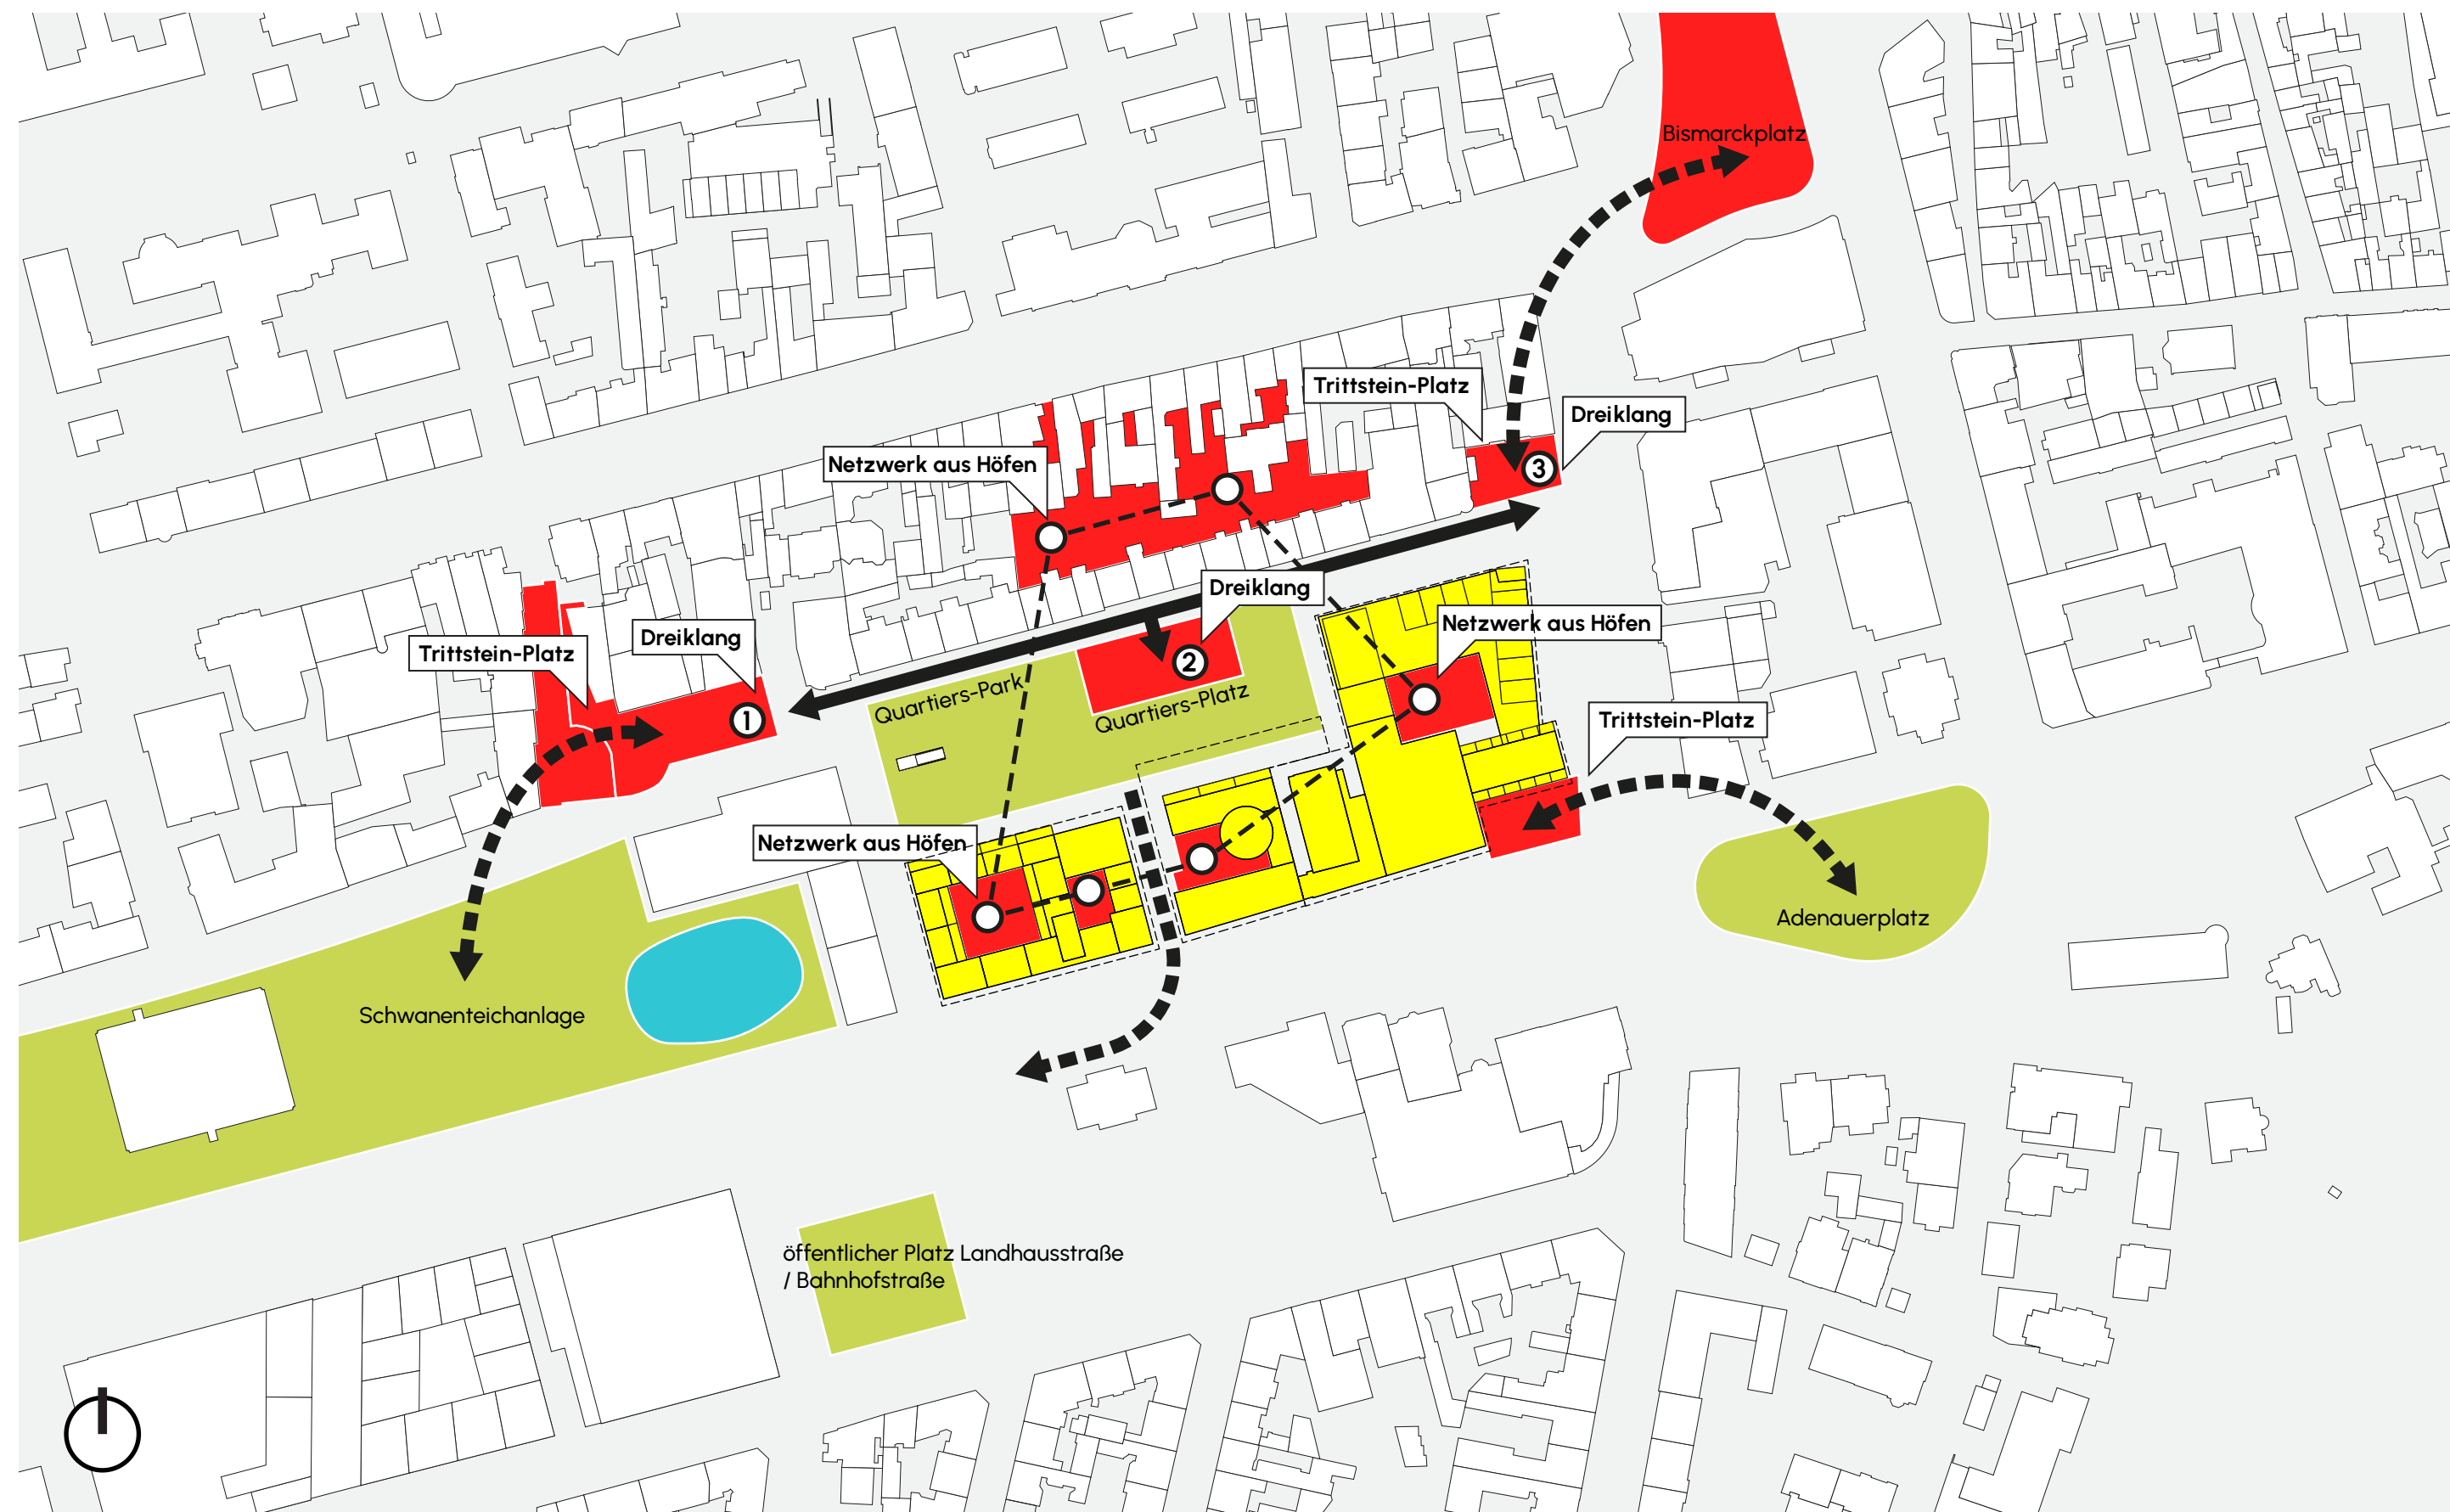 Bismarckplatz
Trittstein-Platz
Dreiklang
3
Netzwerk aus Höfen
Dreiklang
Netzwerk aus Höfen
Trittstein-Platz
Dreiklang
2
Quartiers-Park
Quartiers-Platz
1
Trittstein-Platz
Netzwerk aus Höfen
Adenauerplatz
Schwanenteichanlage
öffentlicher Platz Landhausstraße
/ Bahnhofstraße